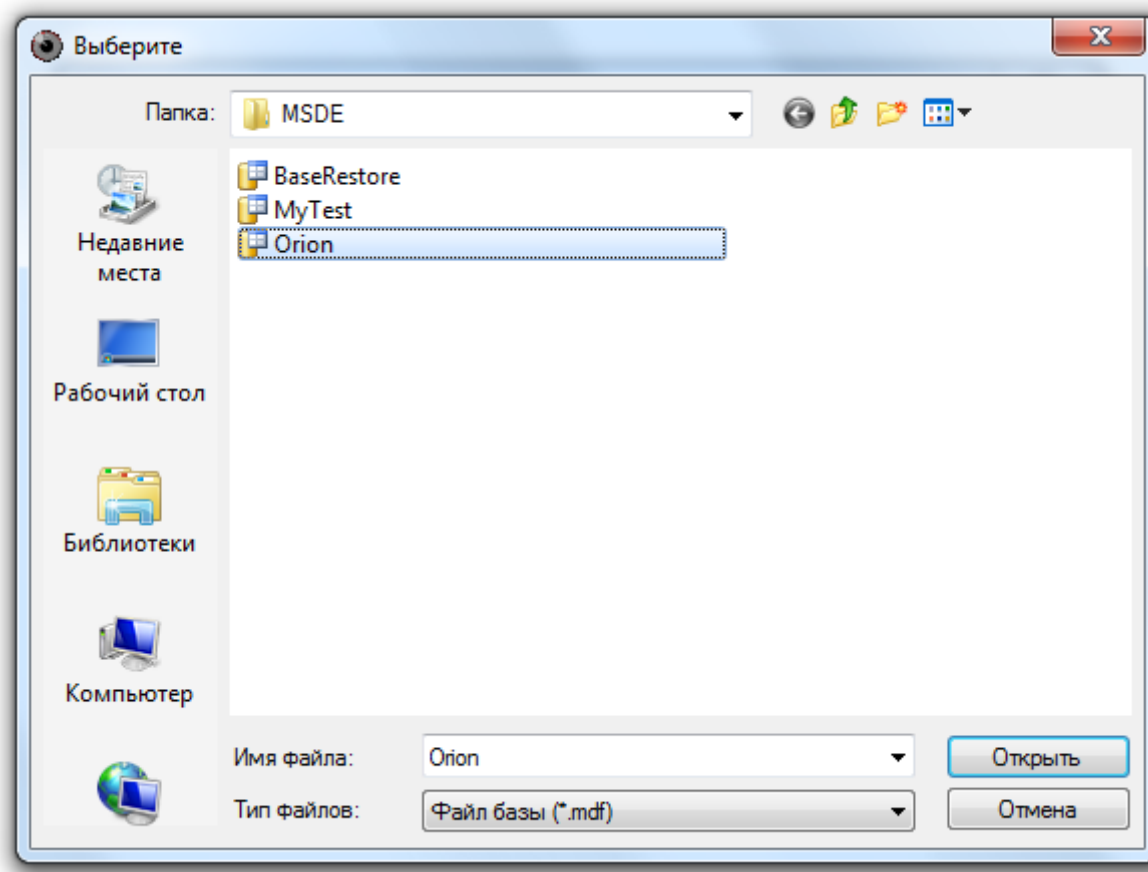 Выберите
Папка: MSDE
BaseRestore
MyTest
Orion
Недавние
места
Рабочий стол
Библиотеки
Компьютер
Имя файла: Orion Открыть
Тип файлов: Файл базы (*.mdf) Отмена